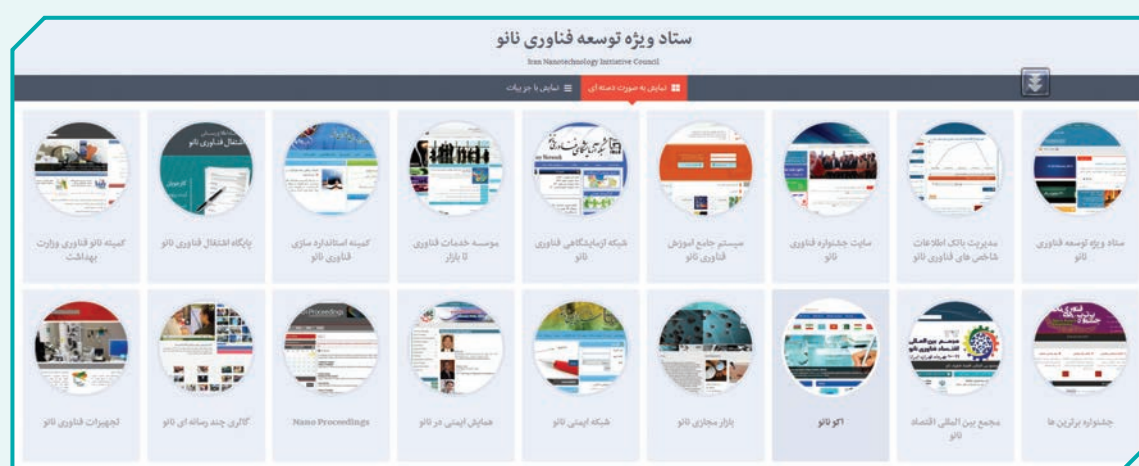 ستاد ویژه توسعه فناوری نانو
Iran Nanotechnology Initiative Council
نمایش به صورت دسته ای
نمایش با جزییات
ستاد ویژه توسعه فناوری
نانو
مدیریت بانک اطلاعات
شاخص های فناوری نانو
سایت جشنواره فناوری
نانو
سیستم جامع آموزش
فناوری نانو
شبکه آزمایشگاهی فناوری
نانو
موسسه خدمات فناوری
تا بازار
کمیته استاندارد سازی
فناوری نانو
پایگاه اشتغال فناوری نانو
کمیته نانو فناوری وزارت
بهداشت
جشنواره برترین ها
مجمع بین المللی اقتصاد
نانو
اکو نانو
بازار مجازی نانو
شبکه ایمنی نانو
همایش ایمنی در نانو
Nano Proceedings
گالری چند رسانه ای نانو
تجهیزات فناوری نانو